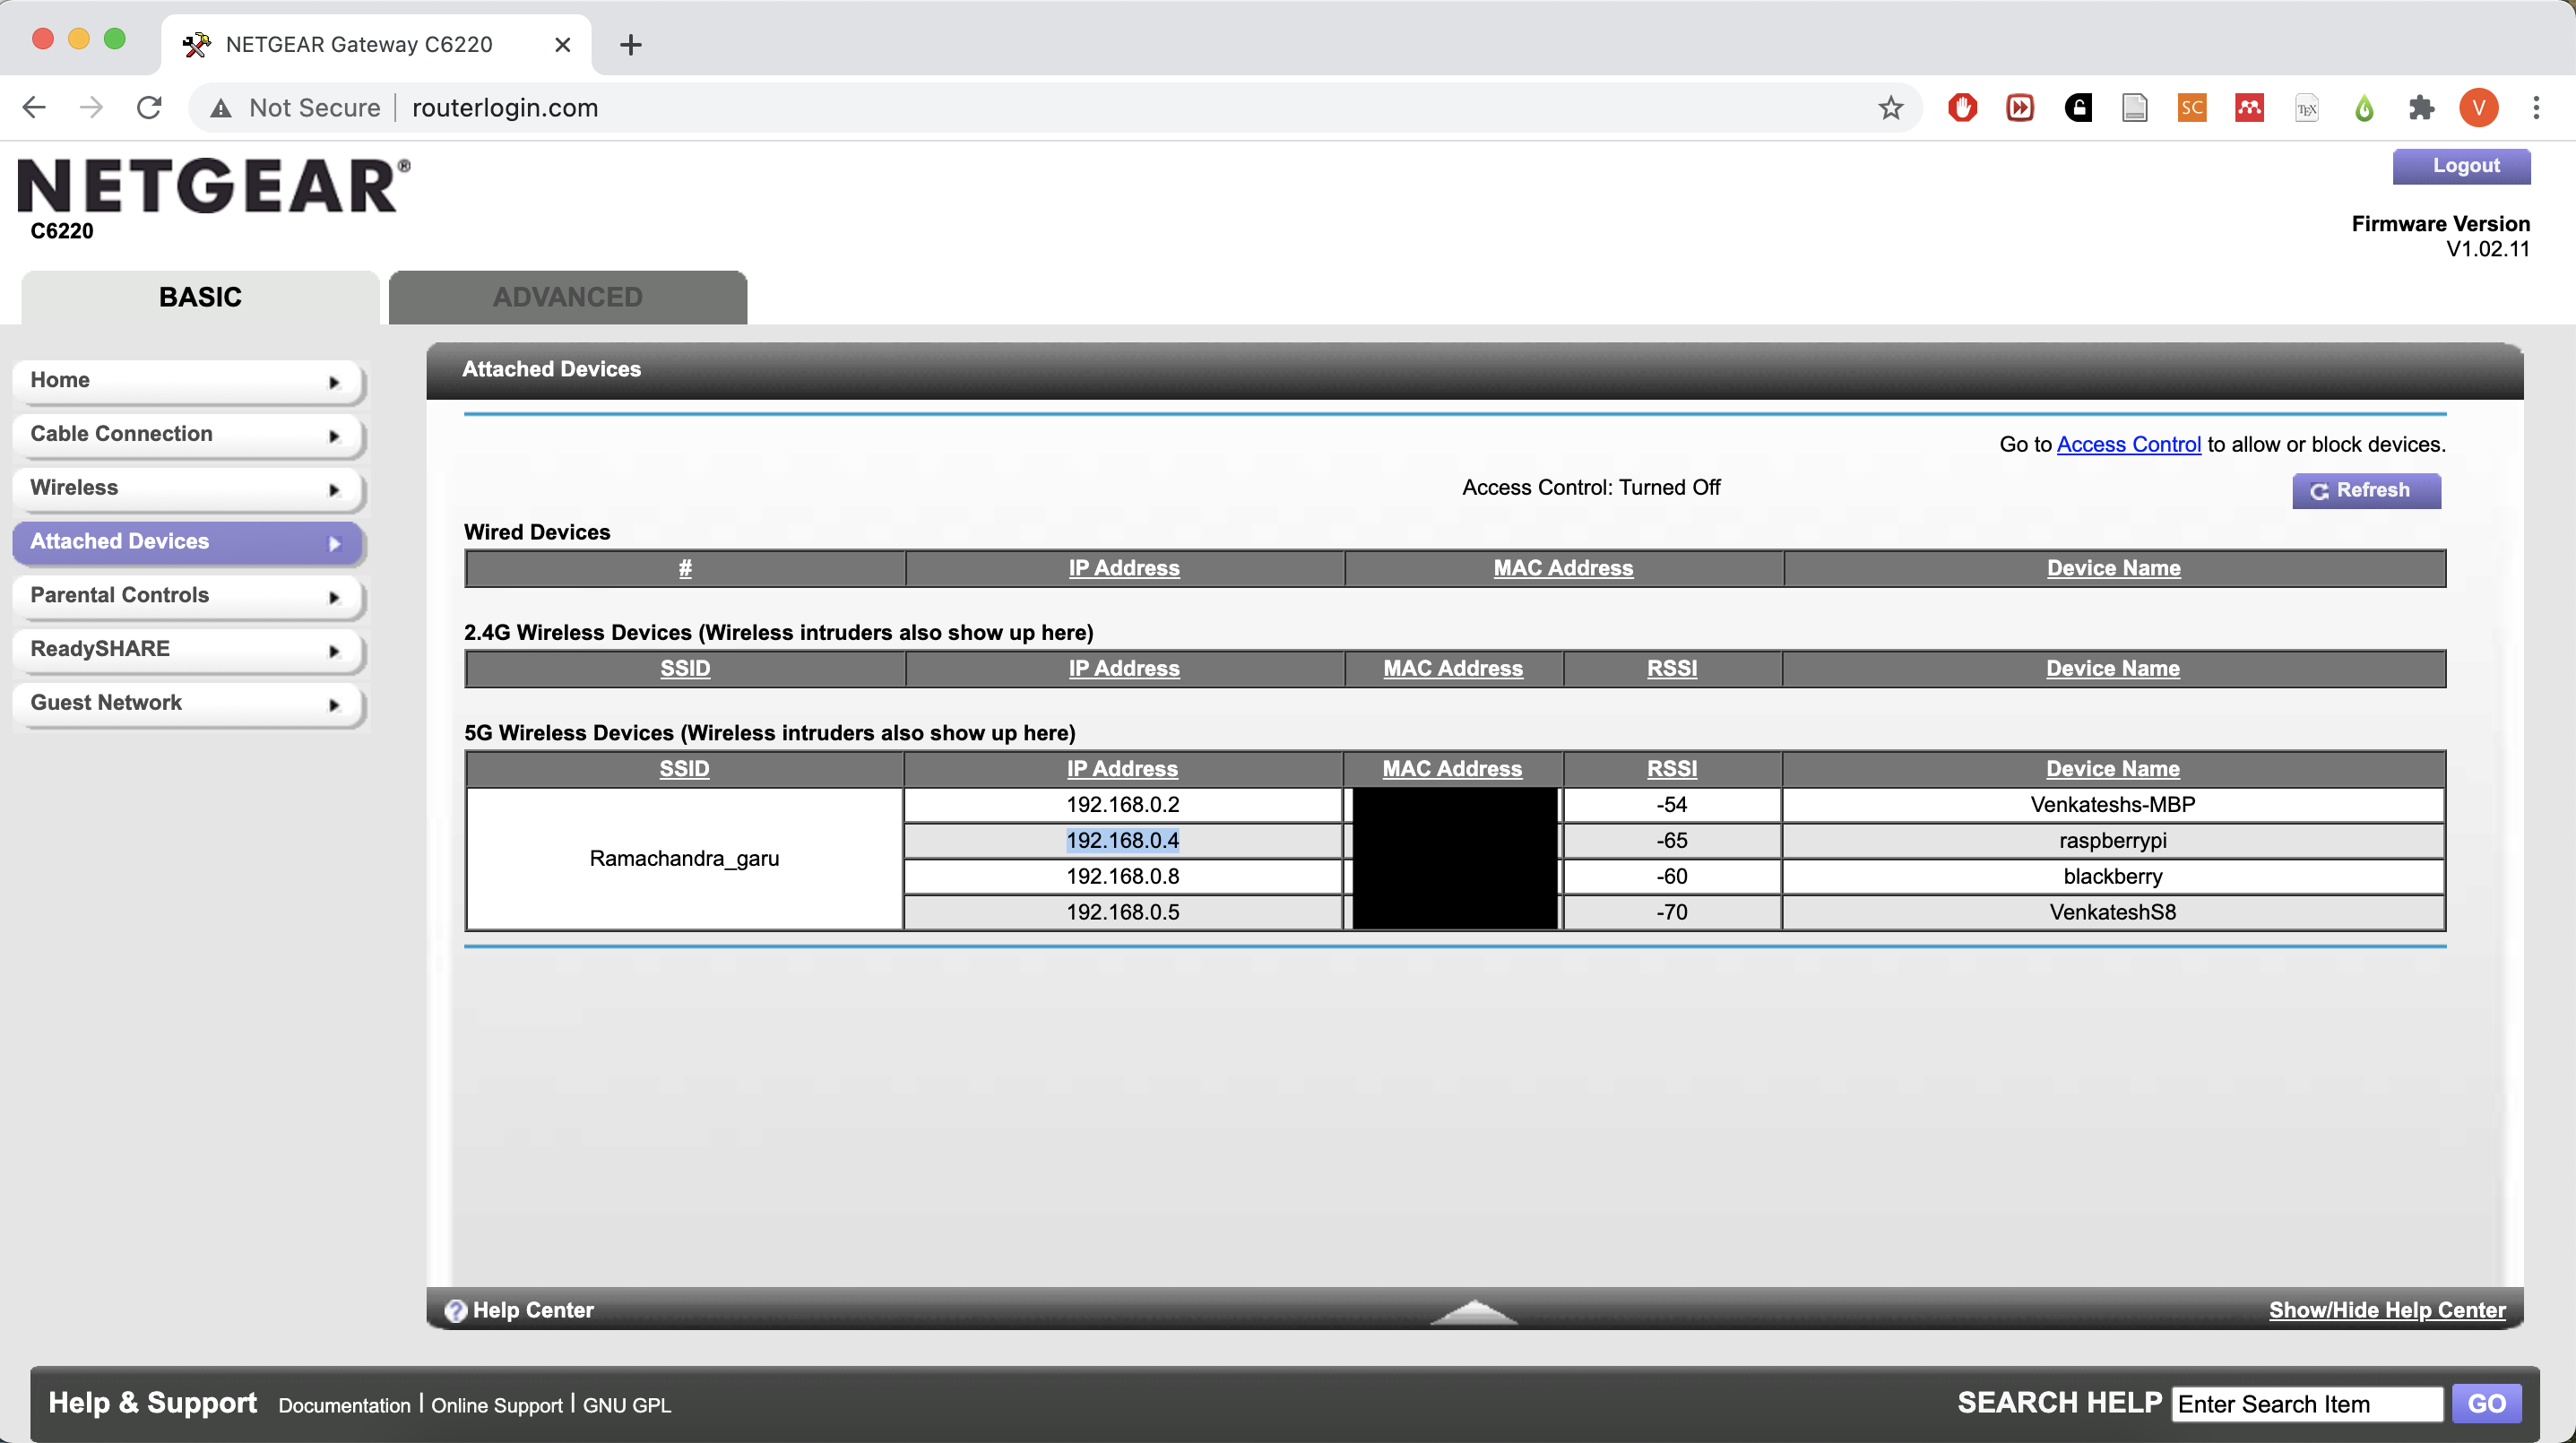 NETGEAR Gateway C6220
Not Secure | routerlogin.com
SC
TEX
V
NETGEAR®
C6220
Logout
Firmware Version
V1.02.11
BASIC
ADVANCED
Home
Cable Connection
Wireless
Attached Devices
Parental Controls
ReadySHARE
Guest Network
Attached Devices
Go to Access Control to allow or block devices.
Access Control: Turned Off
Refresh
Wired Devices
# IP Address MAC Address Device Name
2.4G Wireless Devices (Wireless intruders also show up here)
SSID IP Address MAC Address RSSI Device Name
5G Wireless Devices (Wireless intruders also show up here)
SSID IP Address MAC Address RSSI Device Name
Ramachandra_garu
192.168.0.2 -54 Venkateshs-MBP
192.168.0.4 -65 raspberrypi
192.168.0.8 -60 blackberry
192.168.0.5 -70 VenkateshS8
? Help Center
Show/Hide Help Center
Help & Support Documentation | Online Support | GNU GPL
SEARCH HELP Enter Search Item GO